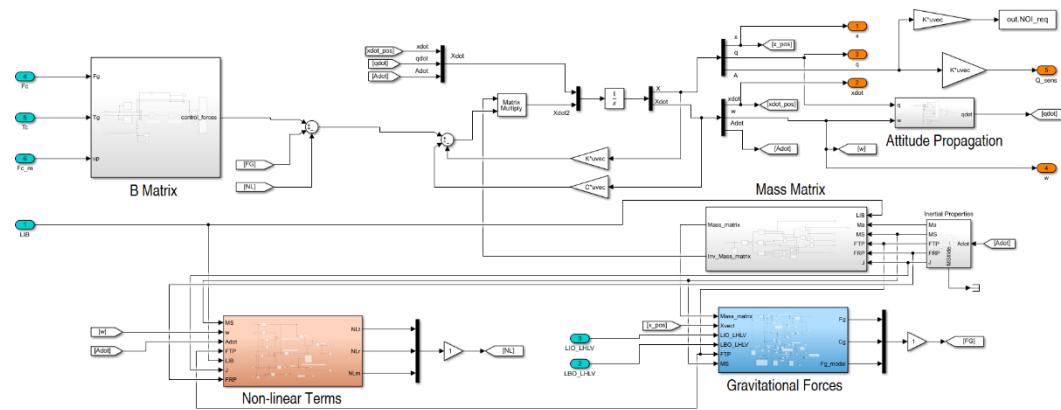 4
Fc
5
Tc
6
Fc_m
Fg
Tg
up
control_forces
B Matrix
[FG]
[NL]
[xdot_pos]
[qdot]
[Adot]
xdot
qdot
Adot
Xdot
Matrix
Multiply
Xdot2
1
s
X
Xdot
K*uvec
C*uvec
x
q
A
[x_pos]
1
x
3
q
2
xdot
xdot
w
Adot
[xdot_pos]
[Adot]
[w]
K*uvec
out.NOI_req
K*uvec
5
Q_sens
q
w
qdot
[qdot]
Attitude Propagation
4
w
1
LIB
Mass Matrix
Mass_matrix
Inv_Mass_matrix
LIB
Ma
MS
FTP
FRP
J
Inertial Properties
Ma
MS
FTP
FRP
J
Adot
[Adot]
[w]
[Adot]
MS
w
Adot
FTP
LIB
J
FRP
NLt
NLr
NLm
1
[NL]
Non-linear Terms
[x_pos]
3
LIO_LHLV
2
LBO_LHLV
Mass_matrix
Xvect
LIO_LHLV
LBO_LHLV
FTP
MS
Fg
Cg
Fg_modal
1
[FG]
Gravitational Forces